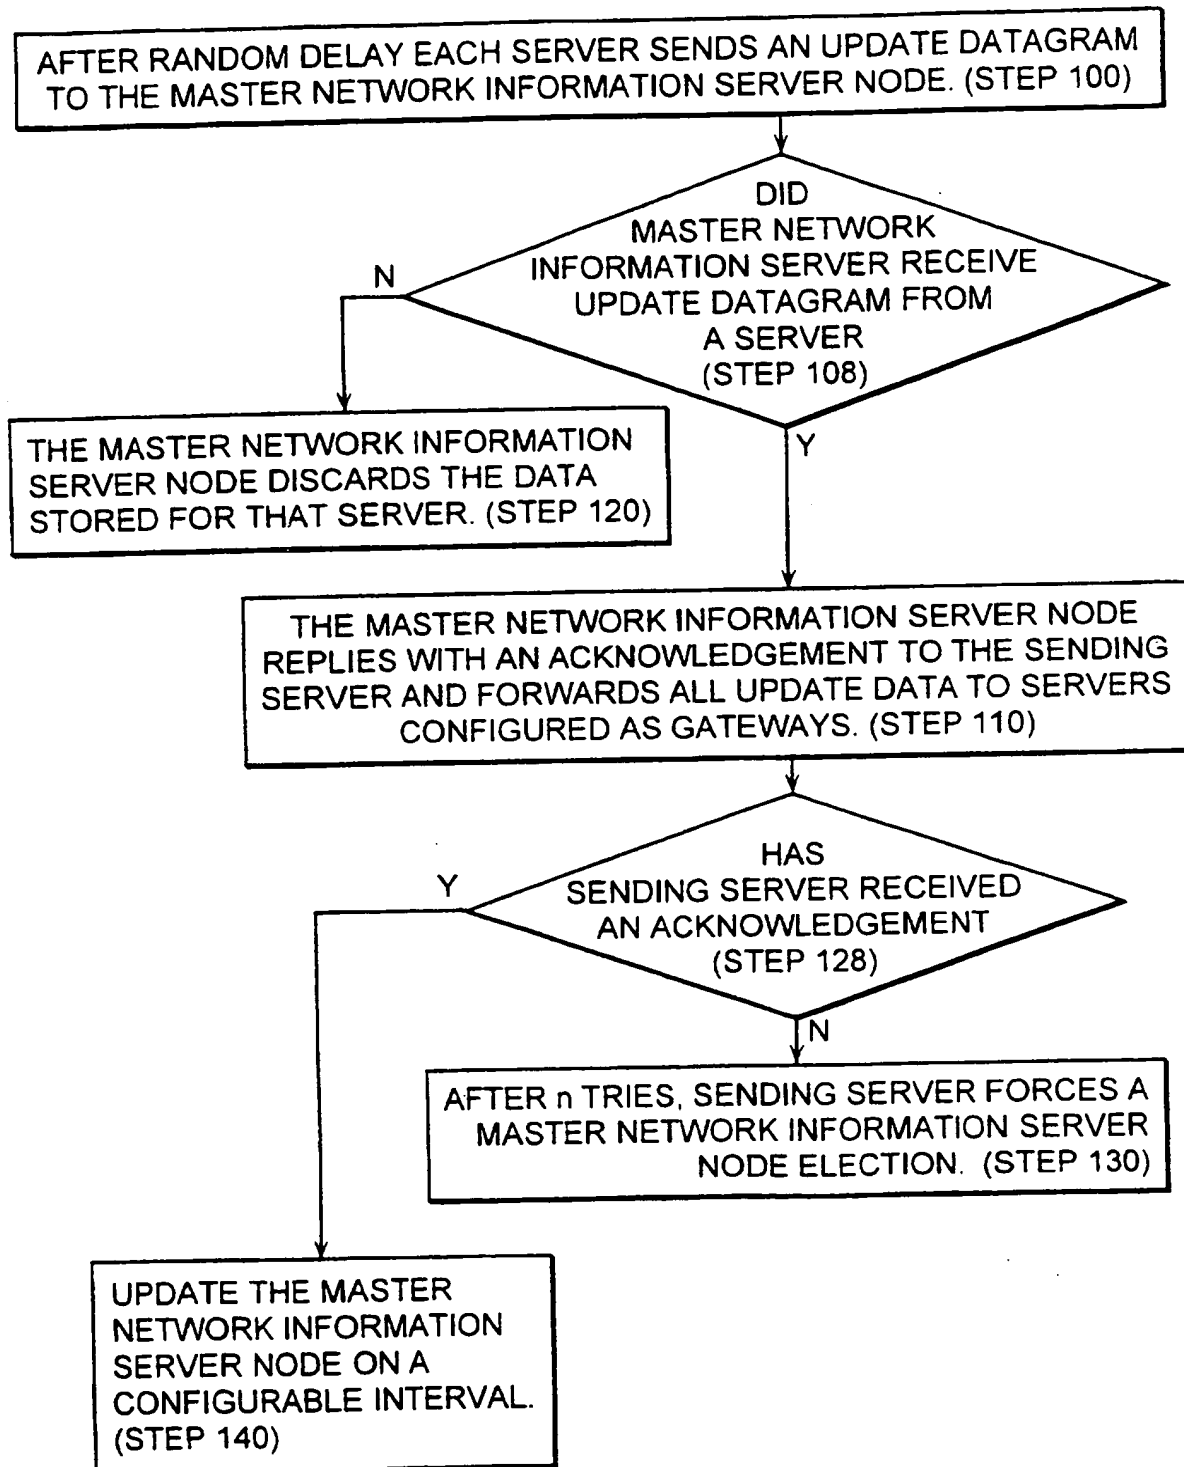 AFTER RANDOM DELAY EACH SERVER SENDS AN UPDATE DATAGRAM
TO THE MASTER NETWORK INFORMATION SERVER NODE. (STEP 100)
DID
MASTER NETWORK
INFORMATION SERVER RECEIVE
UPDATE DATAGRAM FROM
A SERVER
(STEP 108)
N
Y
THE MASTER NETWORK INFORMATION
SERVER NODE DISCARDS THE DATA
STORED FOR THAT SERVER. (STEP 120)
THE MASTER NETWORK INFORMATION SERVER NODE
REPLIES WITH AN ACKNOWLEDGEMENT TO THE SENDING
SERVER AND FORWARDS ALL UPDATE DATA TO SERVERS
CONFIGURED AS GATEWAYS. (STEP 110)
HAS
SENDING SERVER RECEIVED
AN ACKNOWLEDGEMENT
(STEP 128)
Y
N
AFTER n TRIES, SENDING SERVER FORCES A
MASTER NETWORK INFORMATION SERVER
NODE ELECTION. (STEP 130)
UPDATE THE MASTER
NETWORK INFORMATION
SERVER NODE ON A
CONFIGURABLE INTERVAL.
(STEP 140)